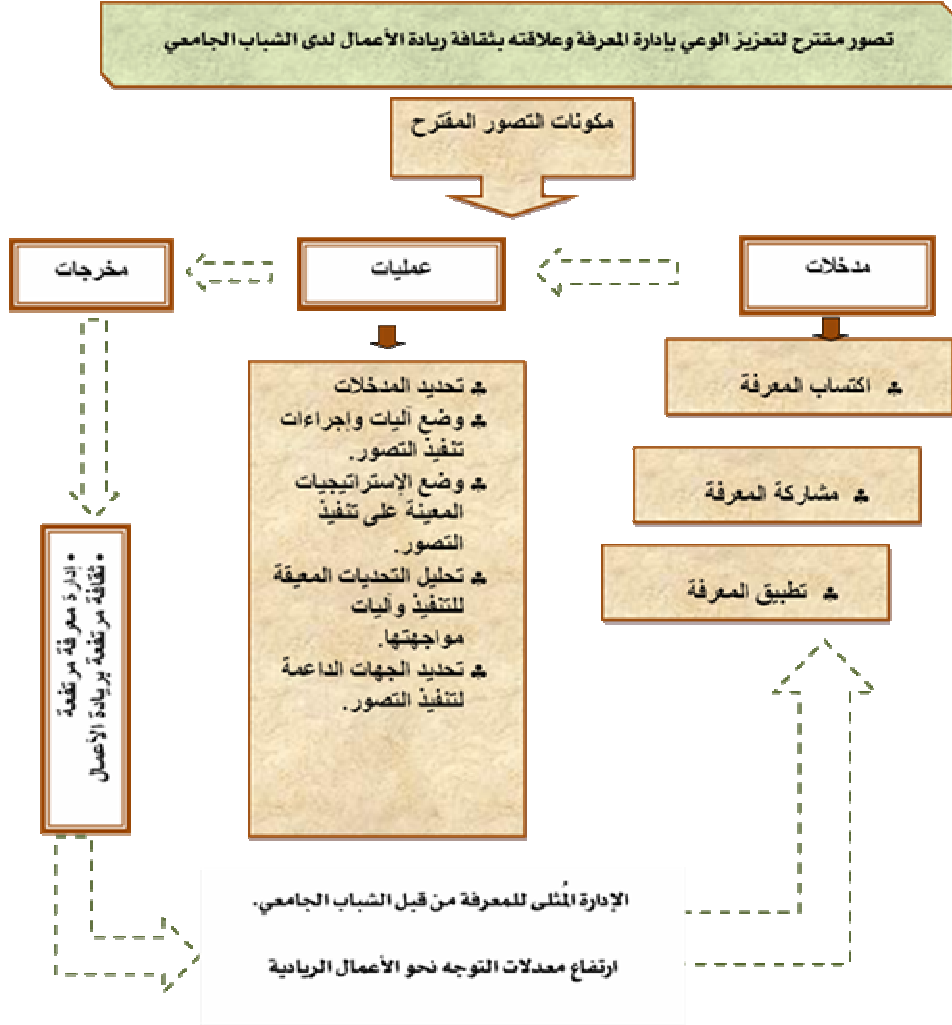 تصور مقترح لتعزيز الوعي بإدارة المعرفة وعلاقته بثقافة ريادة الأعمال لدى الشباب الجامعي
مكونات التصور المقترح
مدخلات
عمليات
مخرجات
اكتساب المعرفة
مشاركة المعرفة
تطبيق المعرفة
تحديد المدخلات
وضع آليات وإجراءات
تنفيذ التصور.
وضع الإستراتيجيات
المعينة على تنفيذ
التصور.
تحليل التحديات المعيقة
للتنفيذ وآليات
مواجهتها.
تحديد الجهات الداعمة
لتنفيذ التصور.
• إدارة معرفة مرتفعة
• ثقافة مرتفعة بريادة الأعمال
الإدارة المُثلى للمعرفة من قبل الشباب الجامعي.
ارتفاع معدلات التوجه نحو الأعمال الريادية